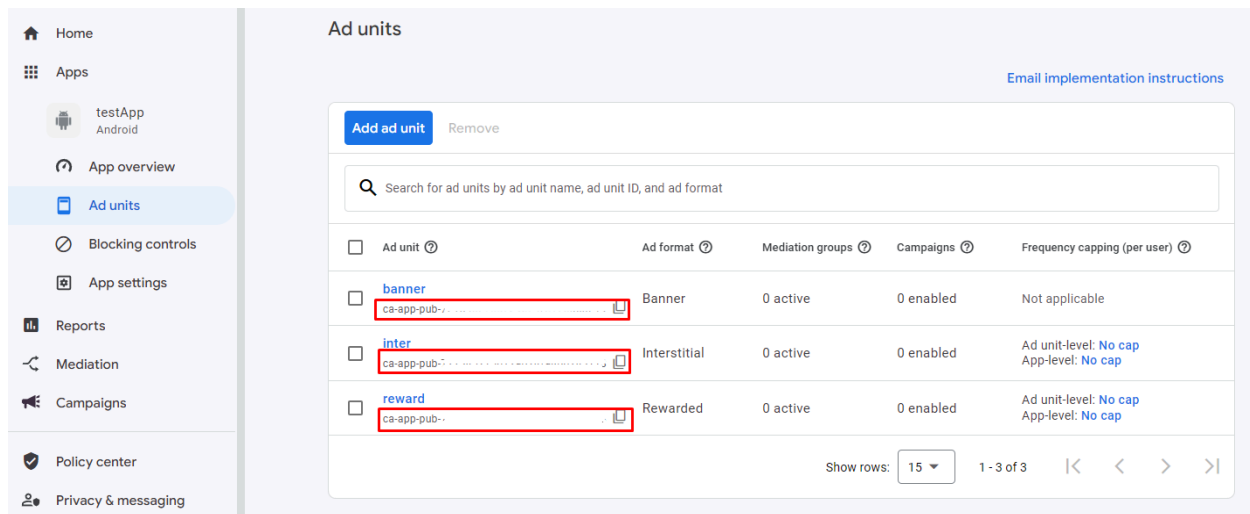 Home
Apps
testApp
Android
App overview
Ad units
Blocking controls
App settings
Reports
Mediation
Campaigns
Policy center
Privacy & messaging
Ad units
Email implementation instructions
Add ad unit Remove
Search for ad units by ad unit name, ad unit ID, and ad format
Ad unit Ad format Mediation groups Campaigns Frequency capping (per user)
banner
ca-app-pub-
Banner 0 active 0 enabled Not applicable
inter
ca-app-pub-
Interstitial 0 active 0 enabled
Ad unit-level: No cap
App-level: No cap
reward
ca-app-pub-
Rewarded 0 active 0 enabled
Ad unit-level: No cap
App-level: No cap
Show rows: 15 1 - 3 of 3